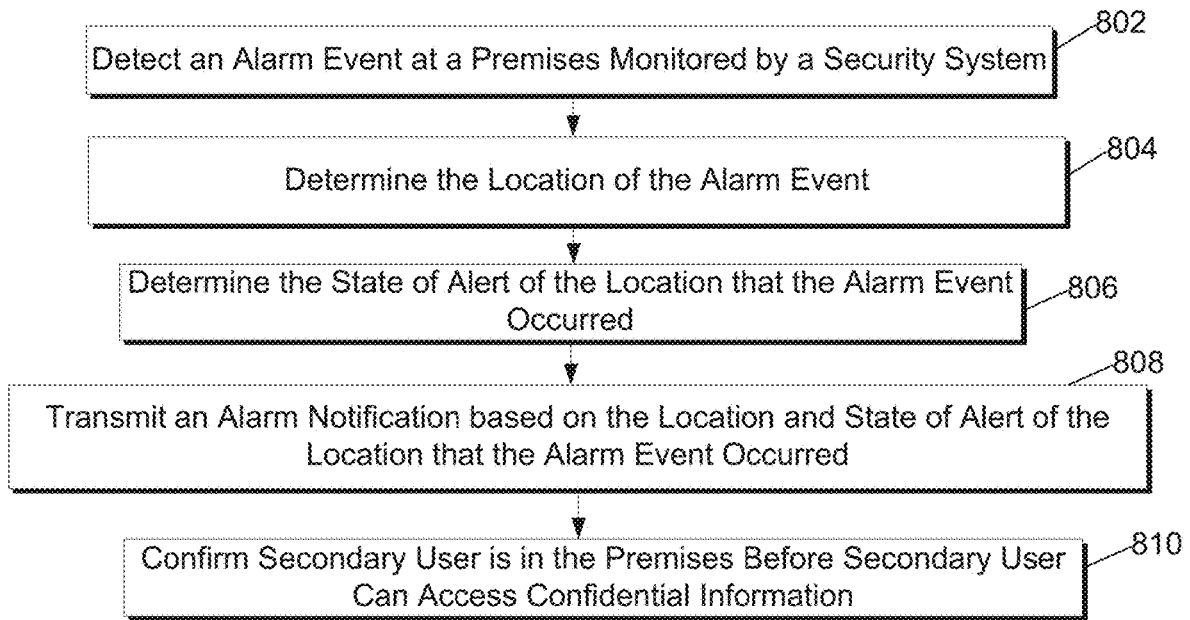 802
Detect an Alarm Event at a Premises Monitored by a Security System
804
Determine the Location of the Alarm Event
Determine the State of Alert of the Location that the Alarm Event
Occurred
806
808
Transmit an Alarm Notification based on the Location and State of Alert of the
Location that the Alarm Event Occurred
Confirm Secondary User is in the Premises Before Secondary User
Can Access Confidential Information
810